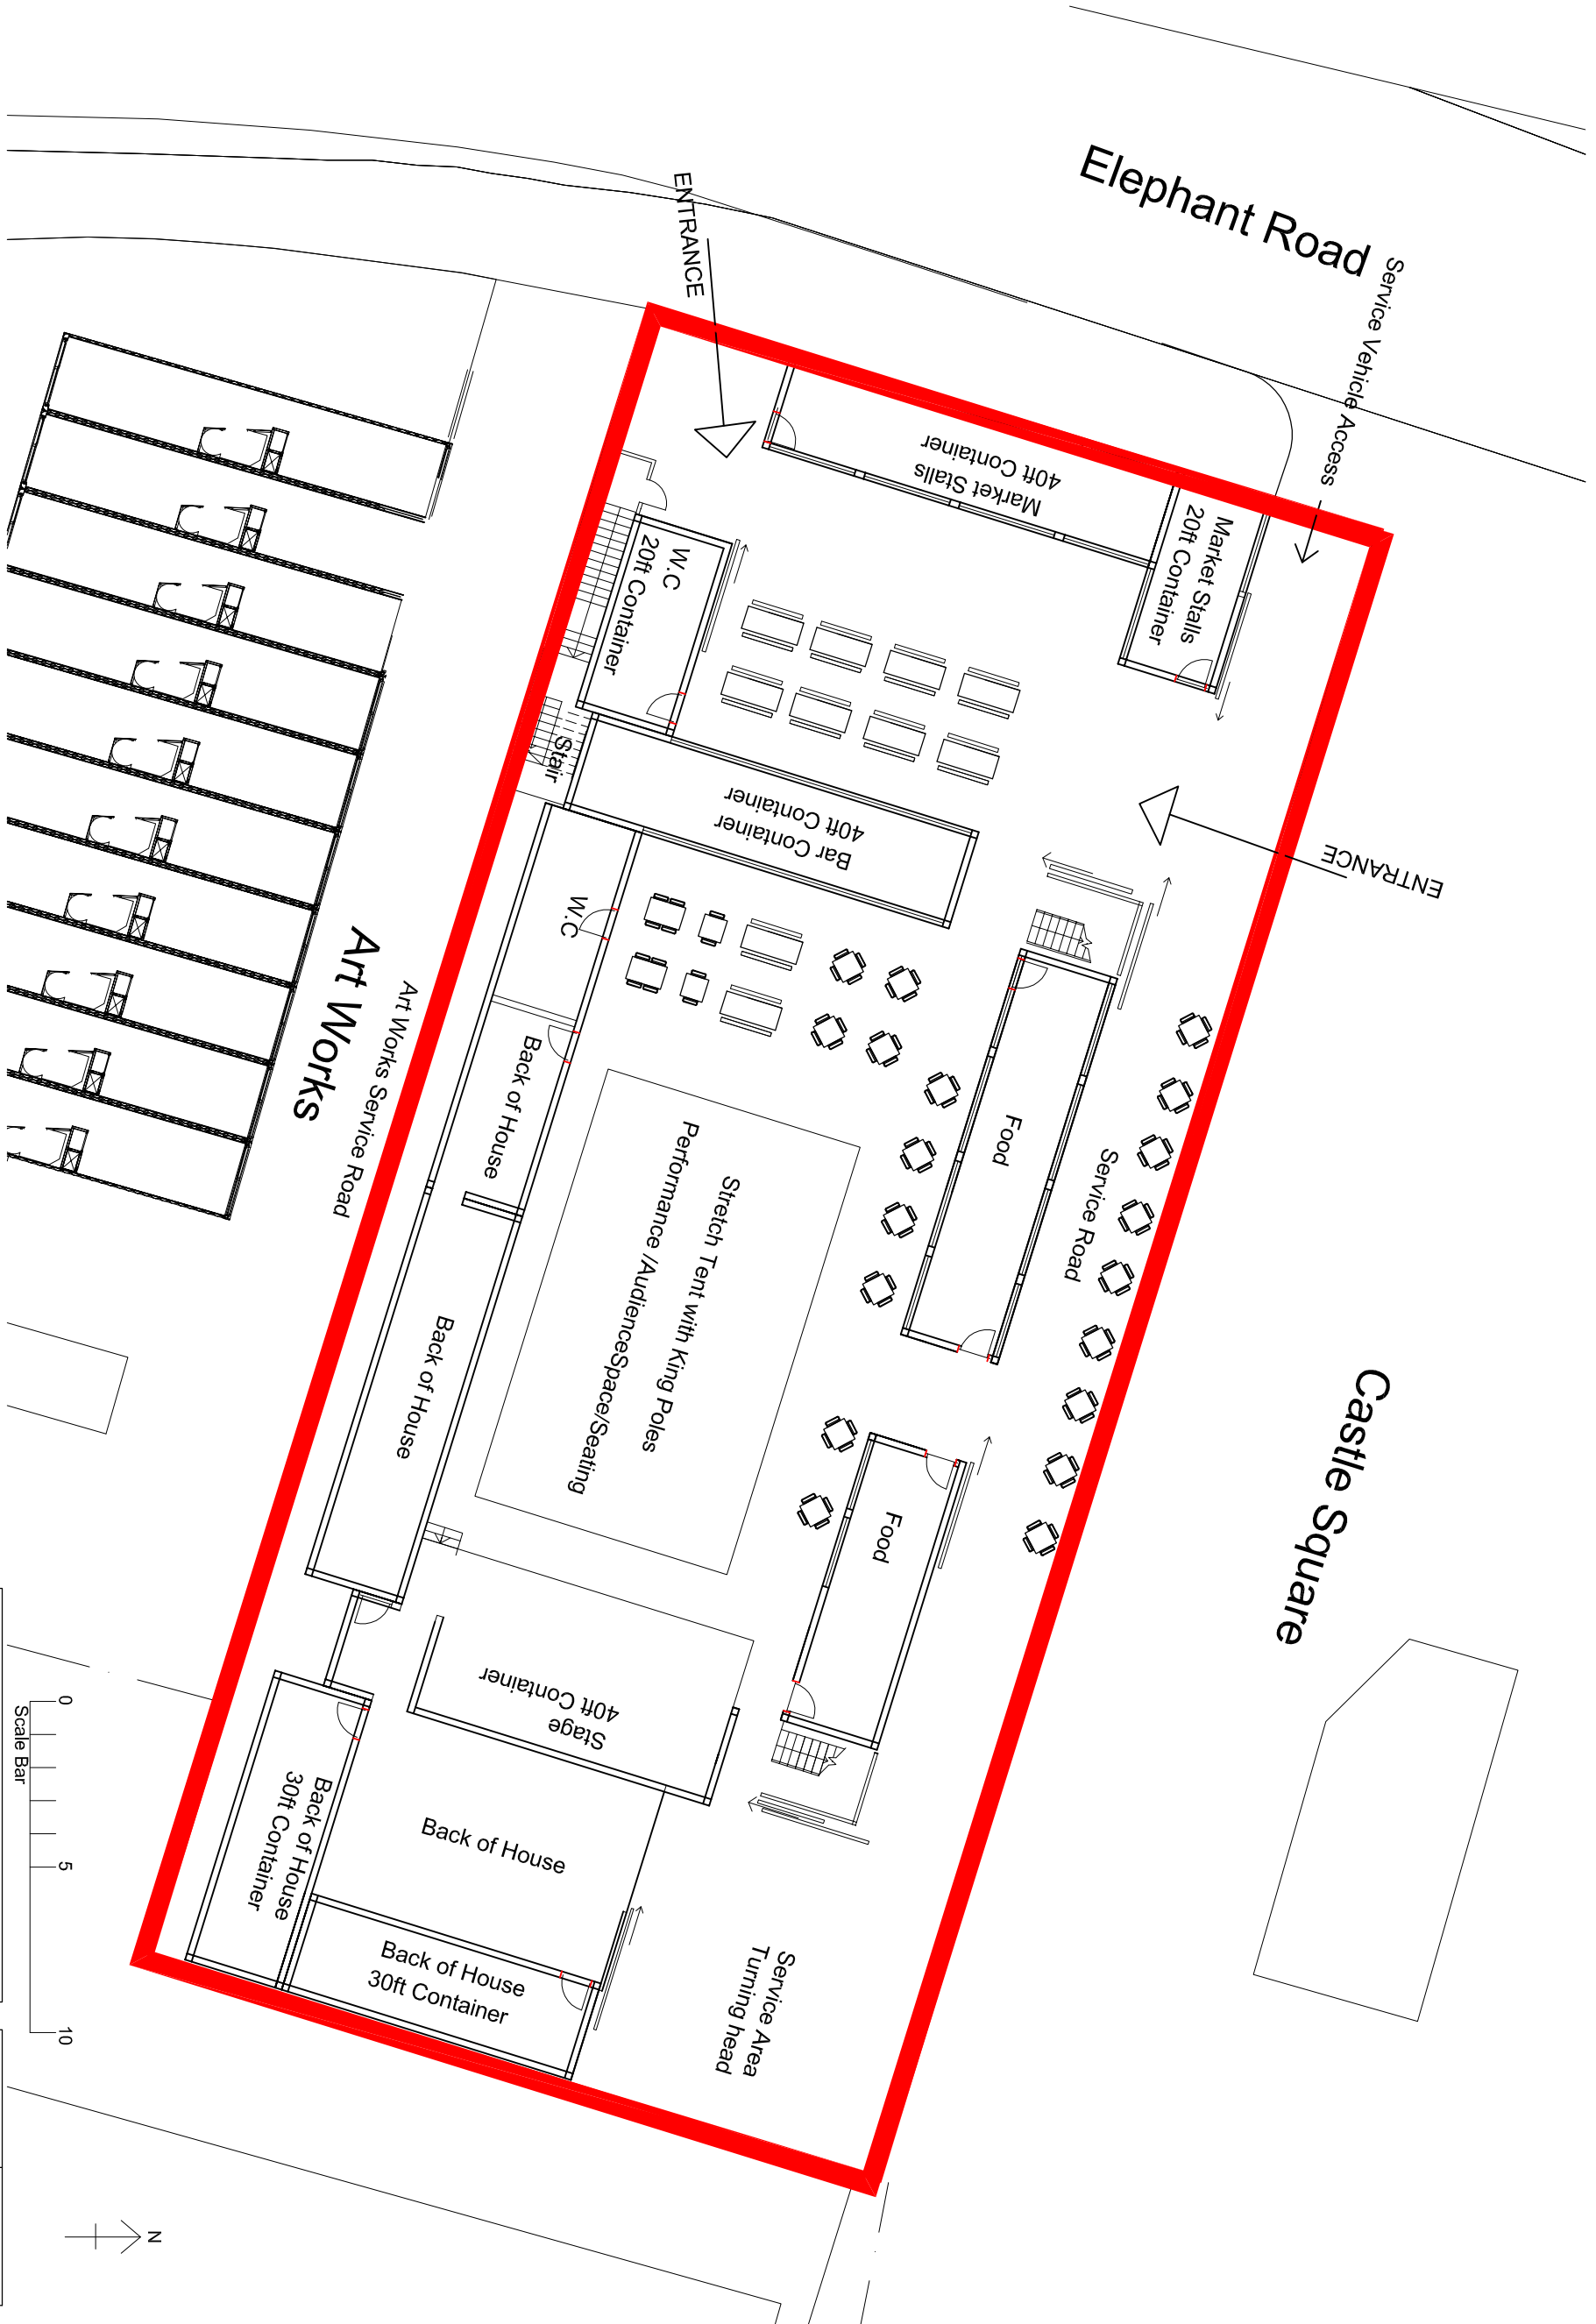 Elephant Road
Service Vehicle Access
ENTRANCE
Market Stalls
40ft Container
Market Stalls
20ft Container
W.C
20ft Container
Stair
Bar Container
40ft Container
ENTRANCE
W.C
Back of House
Food
Service Road
Art Works
Art Works Service Road
Stretch Tent with King Poles
Performance /AudienceSpace/Seating
Back of House
Castle Square
Food
Stage
40ft Container
Back of House
Back of House
30ft Container
Back of House
30ft Container
Service Area
Turning head
0
5
10
Scale Bar
N